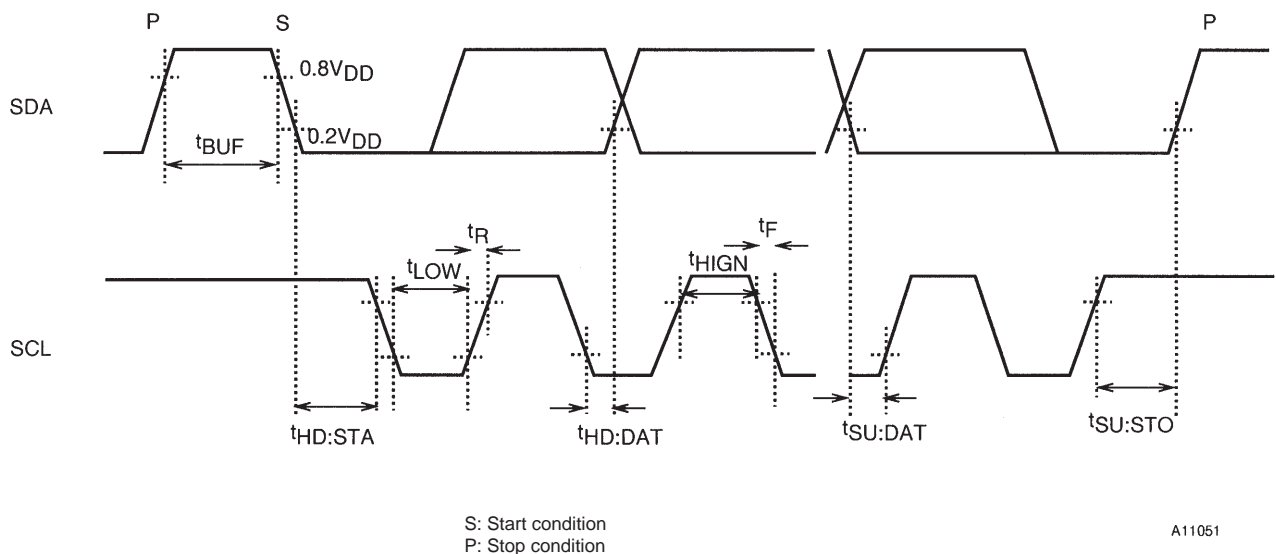 P S P
0.8VDD
SDA
0.2VDD
tBUF
tR tF
tLOW tHIGN
SCL
tHD:STA tHD:DAT tSU:DAT tSU:STO
S: Start condition
P: Stop condition
A11051